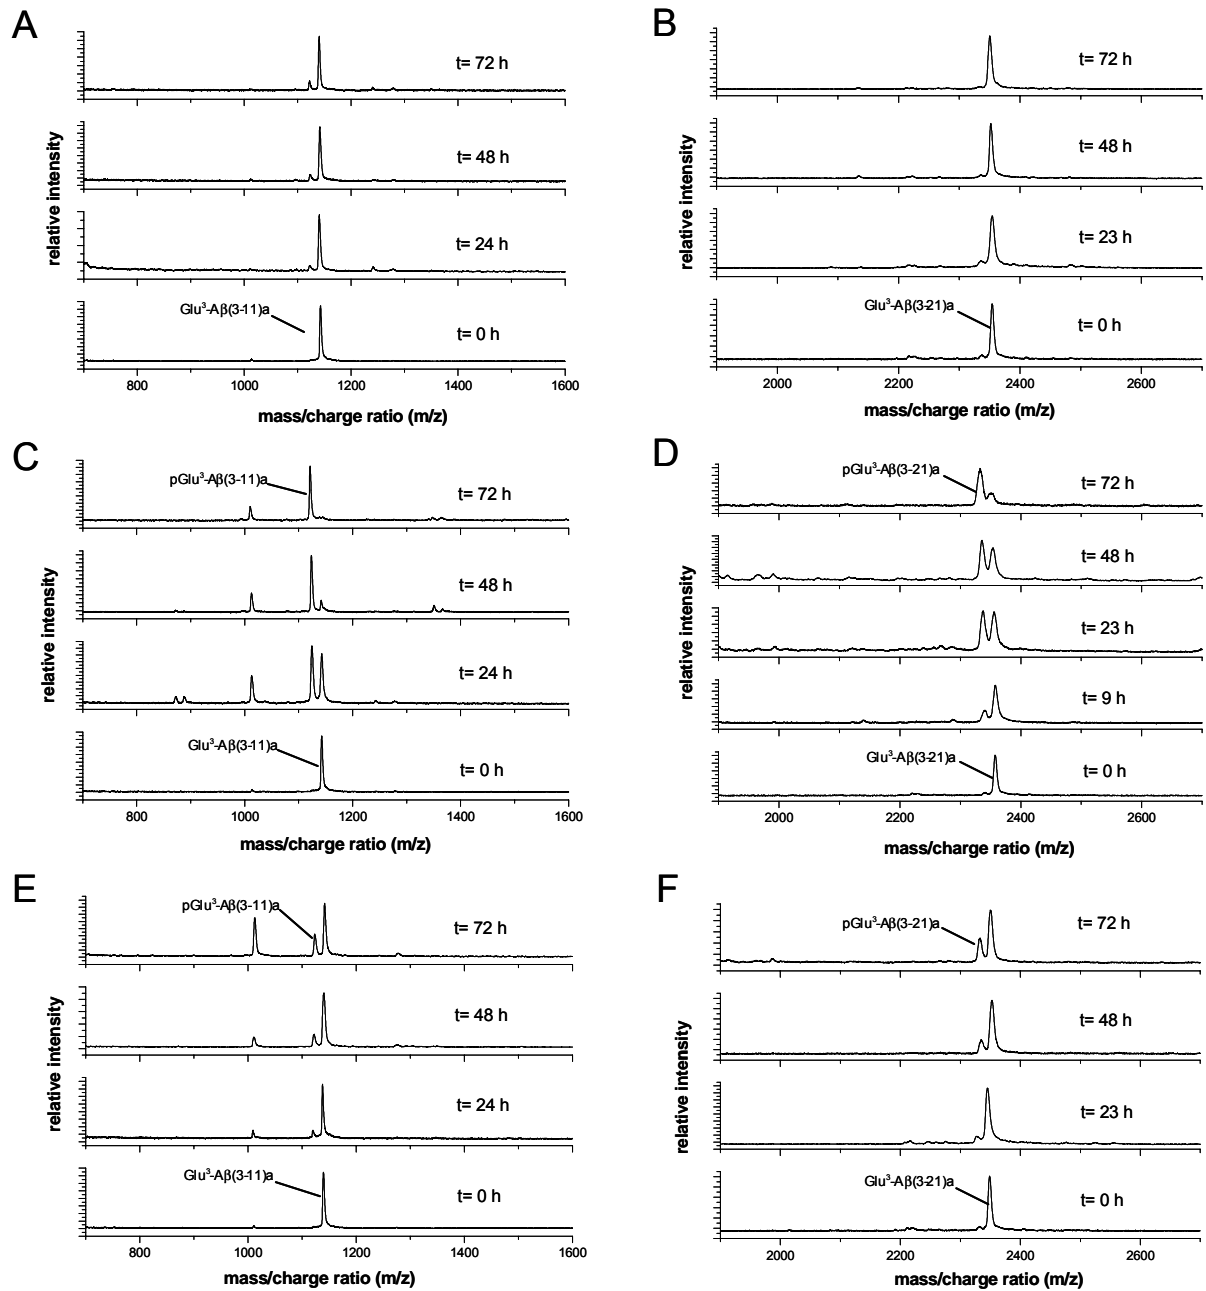 A
t= 72 h
t= 48 h
t= 24 h
Glu³-Aβ(3-11)a
t= 0 h
relative intensity
800 1000 1200 1400 1600
mass/charge ratio (m/z)
B
t= 72 h
t= 48 h
t= 23 h
Glu³-Aβ(3-21)a
t= 0 h
relative intensity
2000 2200 2400 2600
mass/charge ratio (m/z)
C
pGlu³-Aβ(3-11)a
t= 72 h
t= 48 h
t= 24 h
Glu³-Aβ(3-11)a
t= 0 h
relative intensity
800 1000 1200 1400 1600
mass/charge ratio (m/z)
D
pGlu³-Aβ(3-21)a
t= 72 h
t= 48 h
t= 23 h
t= 9 h
Glu³-Aβ(3-21)a
t= 0 h
relative intensity
2000 2200 2400 2600
mass/charge ratio (m/z)
E
pGlu³-Aβ(3-11)a
t= 72 h
t= 48 h
t= 24 h
Glu³-Aβ(3-11)a
t= 0 h
relative intensity
800 1000 1200 1400 1600
mass/charge ratio (m/z)
F
pGlu³-Aβ(3-21)a
t= 72 h
t= 48 h
t= 23 h
Glu³-Aβ(3-21)a
t= 0 h
relative intensity
2000 2200 2400 2600
mass/charge ratio (m/z)